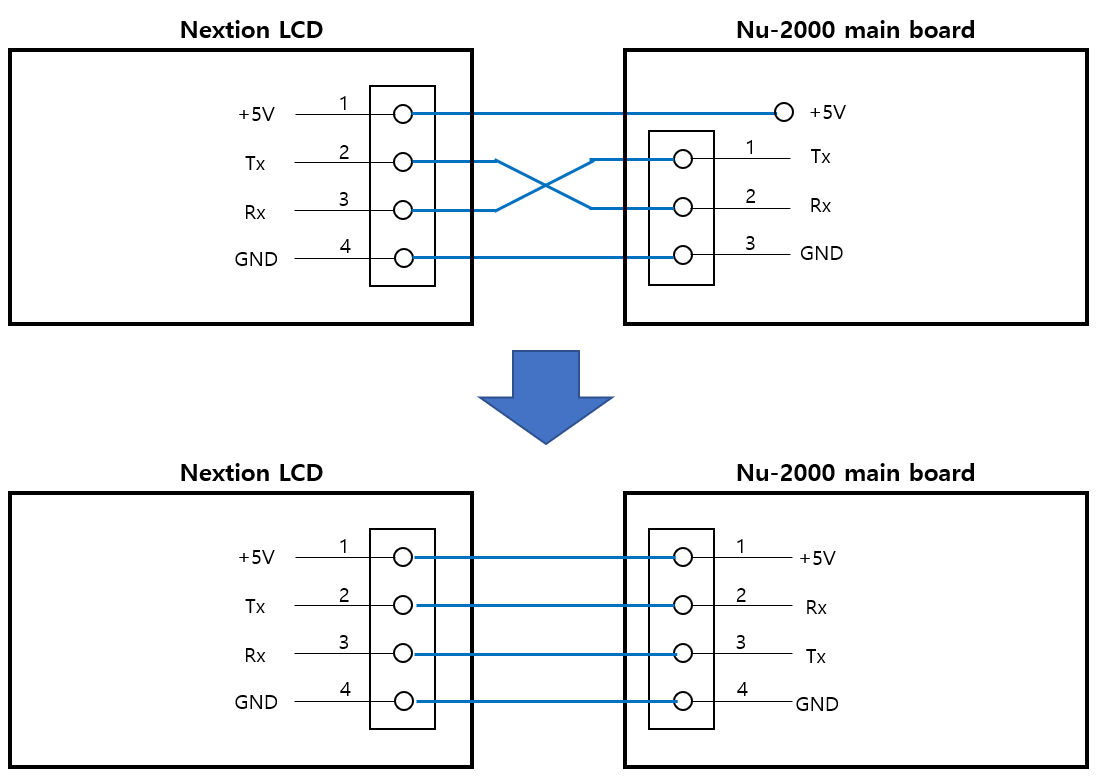 Nextion LCD
Nu-2000 main board
+5V 1
Tx 2
Rx 3
GND 4
+5V
1 Tx
2 Rx
3 GND
Nextion LCD
Nu-2000 main board
+5V 1
Tx 2
Rx 3
GND 4
1 +5V
2 Rx
3 Tx
4 GND